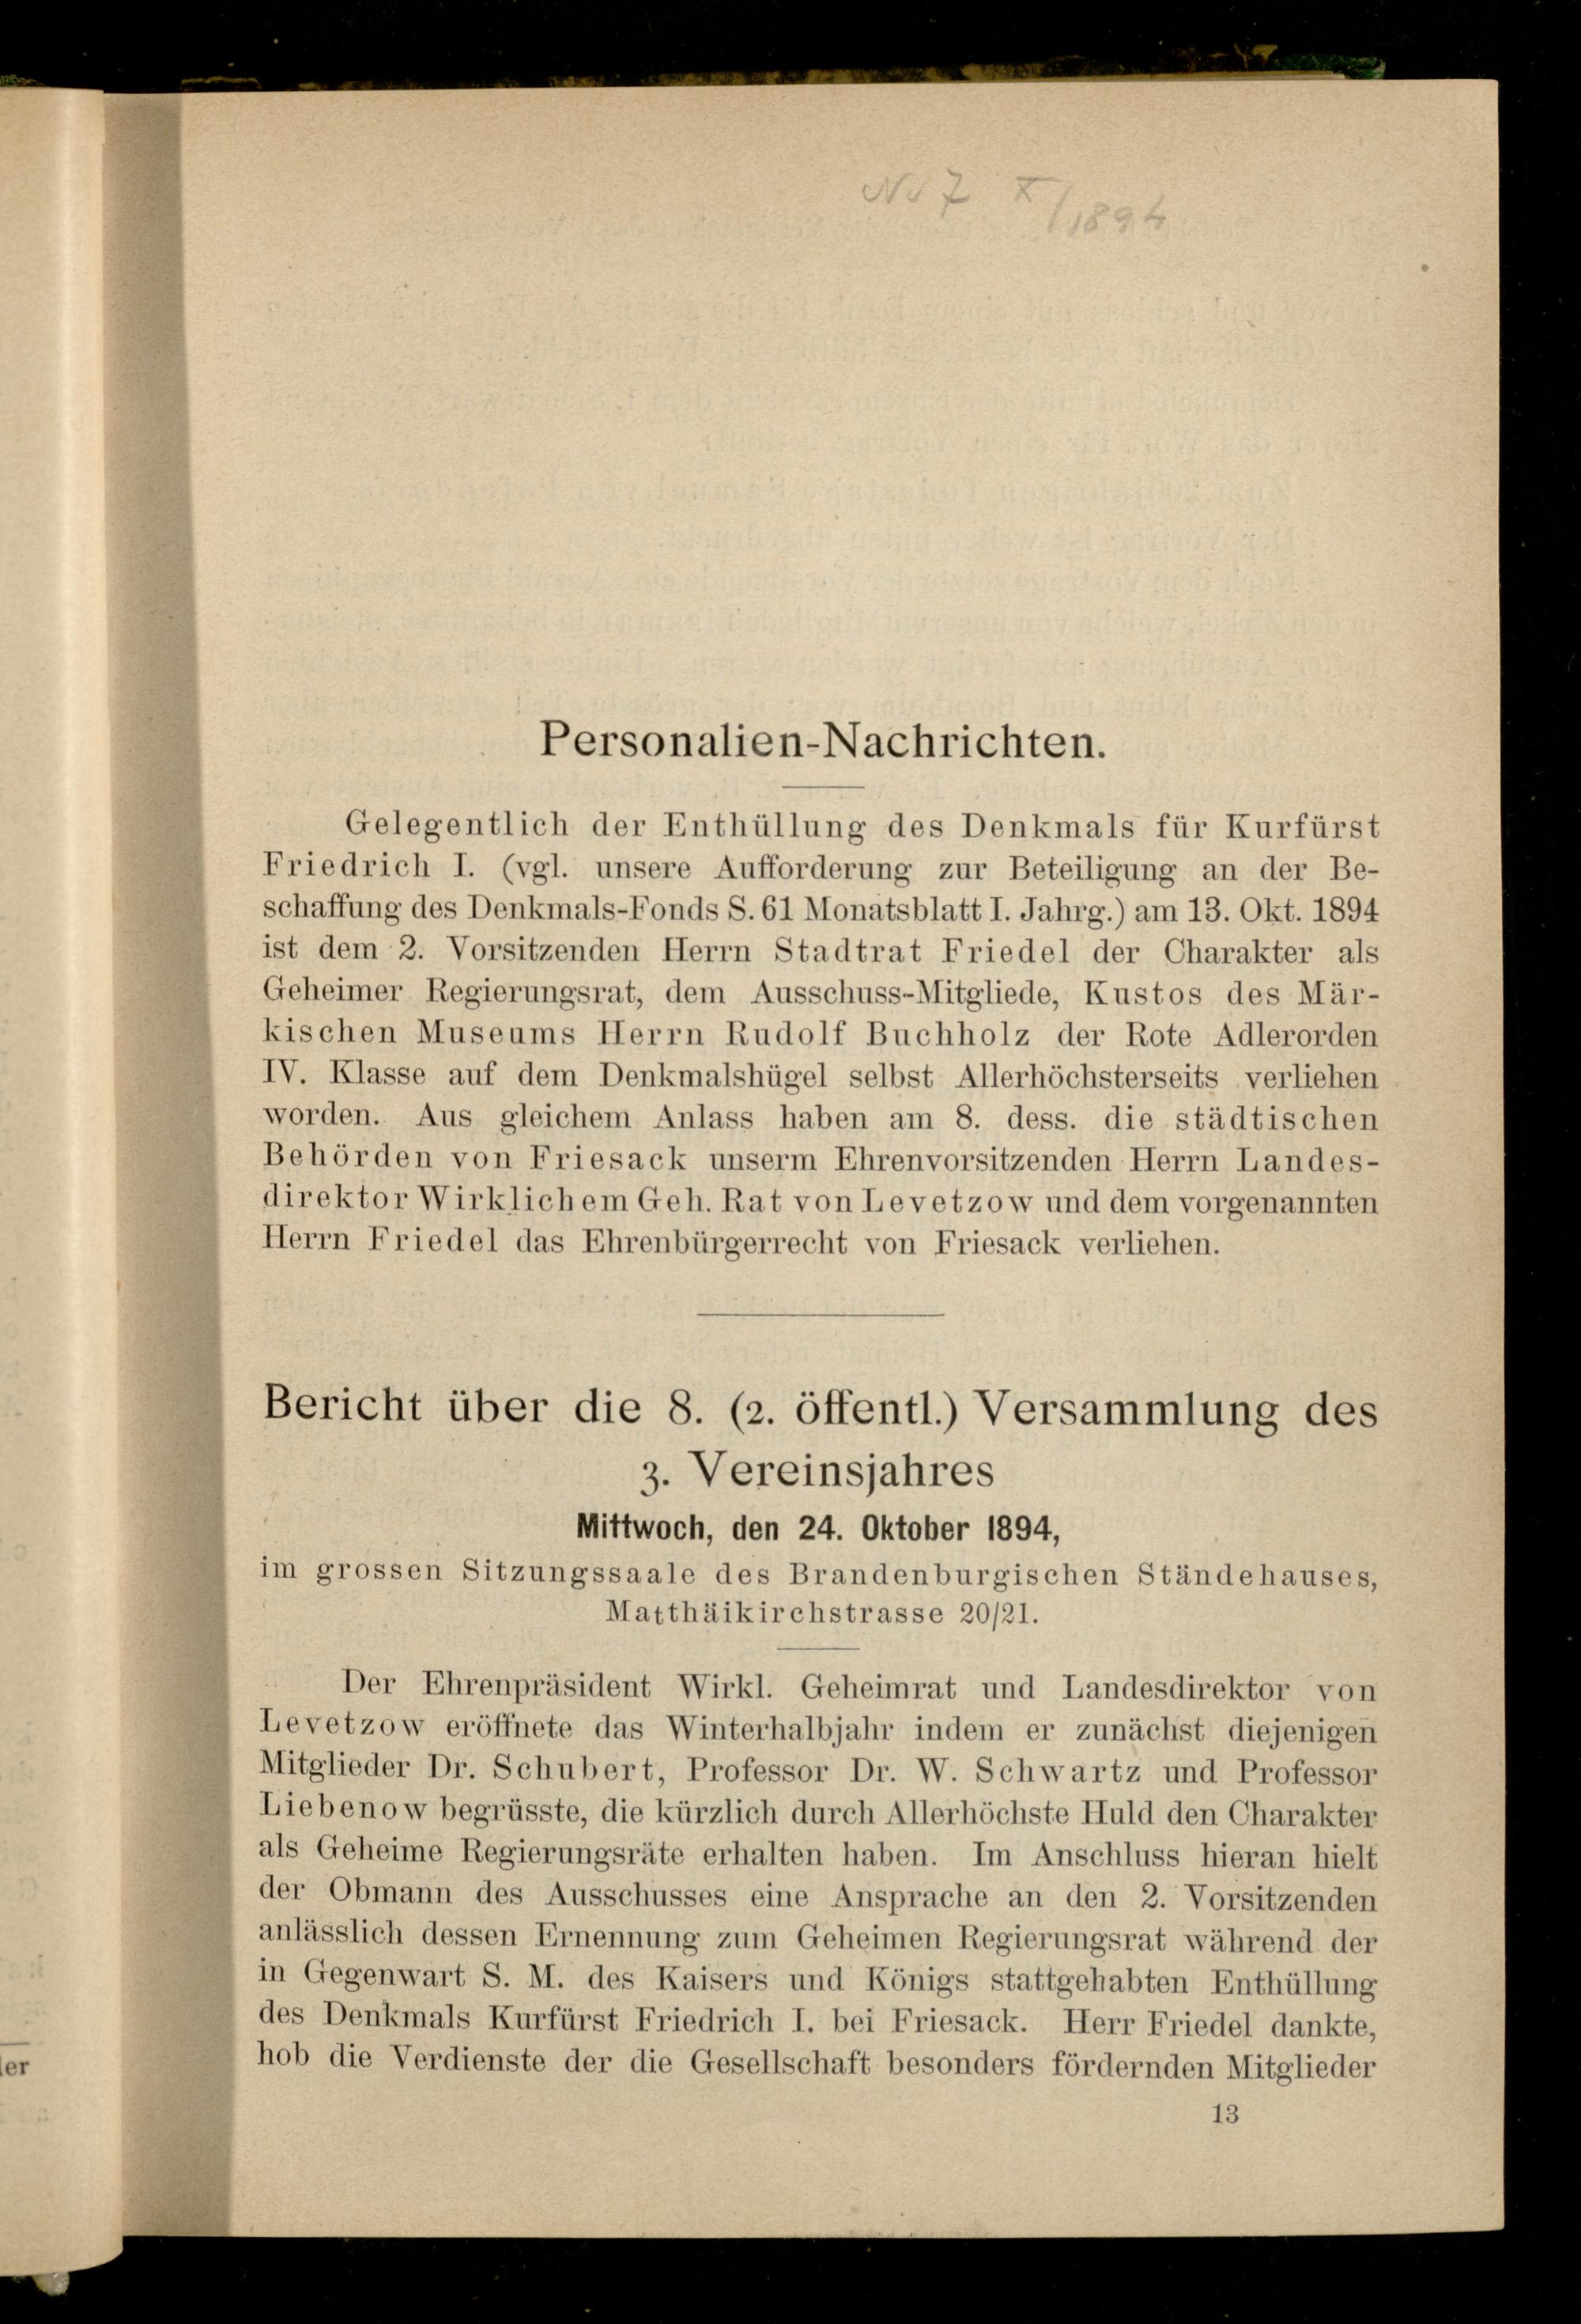 No 7 X/1894
Personalien-Nachrichten.
Gelegentlich der Enthüllung des Denkmals für Kurfürst
Friedrich I. (vgl. unsere Aufforderung zur Beteiligung an der Be-
schaffung des Denkmals-Fonds S. 61 Monatsblatt I. Jahrg.) am 13. Okt. 1894
ist dem 2. Vorsitzenden Herrn Stadtrat Friedel der Charakter als
Geheimer Regierungsrat, dem Ausschuss-Mitgliede, Kustos des Mär-
kischen Museums Herrn Rudolf Buchholz der Rote Adlerorden
IV. Klasse auf dem Denkmalshügel selbst Allerhöchsterseits verliehen
worden. Aus gleichem Anlass haben am 8. dess. die städtischen
Behörden von Friesack unserm Ehrenvorsitzenden Herrn Landes-
direktor Wirklichem Geh. Rat von Levetzow und dem vorgenannten
Herrn Friedel das Ehrenbürgerrecht von Friesack verliehen.
Bericht über die 8. (2. öffentl.) Versammlung des
3. Vereinsjahres
Mittwoch, den 24. Oktober 1894,
im grossen Sitzungssaale des Brandenburgischen Ständehauses,
Matthäikirchstrasse 20/21.
Der Ehrenpräsident Wirkl. Geheimrat und Landesdirektor von
Levetzow eröffnete das Winterhalbjahr indem er zunächst diejenigen
Mitglieder Dr. Schubert, Professor Dr. W. Schwartz und Professor
Liebenow begrüsste, die kürzlich durch Allerhöchste Huld den Charakter
als Geheime Regierungsräte erhalten haben. Im Anschluss hieran hielt
der Obmann des Ausschusses eine Ansprache an den 2. Vorsitzenden
anlässlich dessen Ernennung zum Geheimen Regierungsrat während der
in Gegenwart S. M. des Kaisers und Königs stattgehabten Enthüllung
des Denkmals Kurfürst Friedrich I. bei Friesack. Herr Friedel dankte,
hob die Verdienste der die Gesellschaft besonders fördernden Mitglieder
13
ler